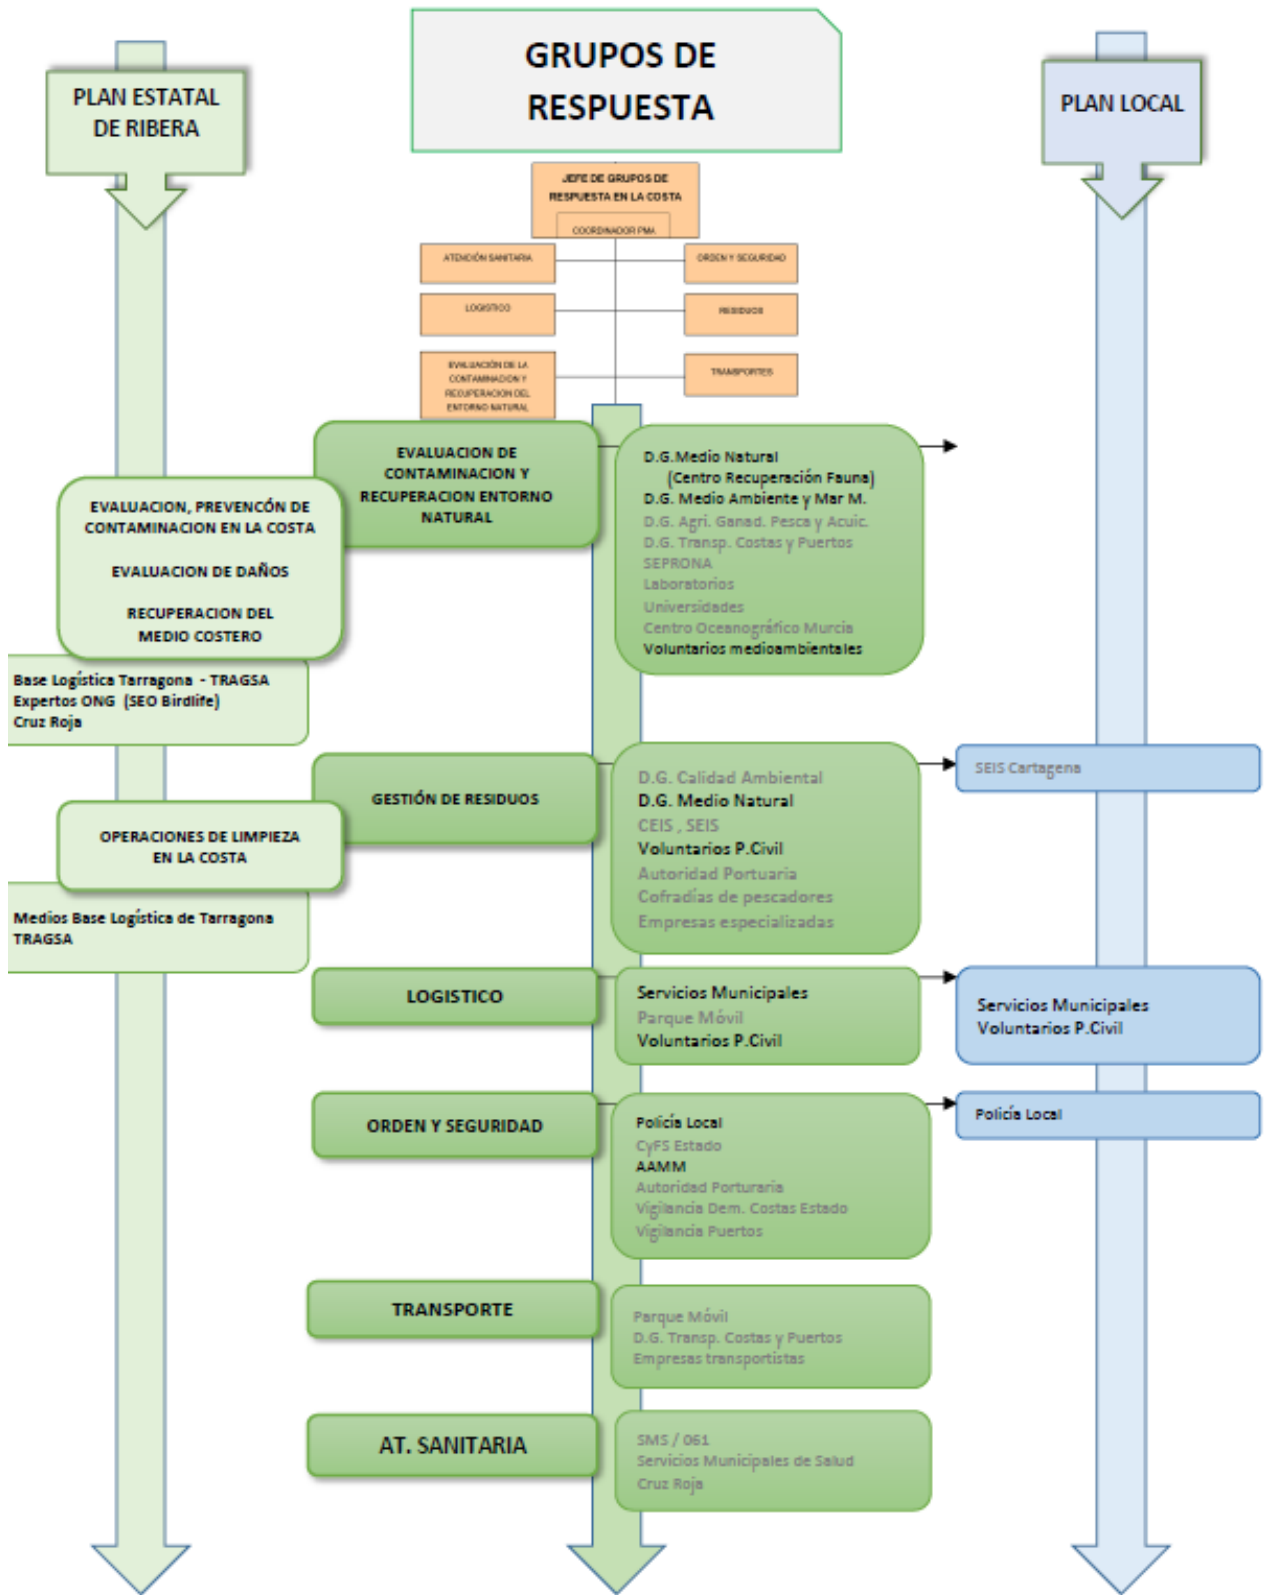 GRUPOS DE
RESPUESTA
PLAN ESTATAL
DE RIBERA
PLAN LOCAL
JEFE DE GRUPOS DE
RESPUESTA EN LA COSTA
COORDINADOR PMA
ATENCIÓN SANITARIA
ORDEN Y SEGURIDAD
LOGISTICO
RESIDUOS
EVALUACIÓN DE LA
CONTAMINACION Y
RECUPERACION DEL
ENTORNO NATURAL
TRANSPORTES
EVALUACION DE
CONTAMINACION Y
RECUPERACION ENTORNO
NATURAL
D.G.Medio Natural
(Centro Recuperación Fauna)
D.G. Medio Ambiente y Mar M.
D.G. Agri. Ganad. Pesca y Acuic.
D.G. Transp. Costas y Puertos
SEPRONA
Laboratorios
Universidades
Centro Oceanográfico Murcia
Voluntarios medioambientales
EVALUACION, PREVENCÓN DE
CONTAMINACION EN LA COSTA
EVALUACION DE DAÑOS
RECUPERACION DEL
MEDIO COSTERO
Base Logística Tarragona - TRAGSA
Expertos ONG (SEO Birdlife)
Cruz Roja
GESTIÓN DE RESIDUOS
D.G. Calidad Ambiental
D.G. Medio Natural
CEIS , SEIS
Voluntarios P.Civil
Autoridad Portuaria
Cofradías de pescadores
Empresas especializadas
SEIS Cartagena
OPERACIONES DE LIMPIEZA
EN LA COSTA
Medios Base Logística de Tarragona
TRAGSA
LOGISTICO
Servicios Municipales
Parque Móvil
Voluntarios P.Civil
Servicios Municipales
Voluntarios P.Civil
ORDEN Y SEGURIDAD
Policía Local
CyFS Estado
AAMM
Autoridad Porturaria
Vigilancia Dem. Costas Estado
Vigilancia Puertos
Policía Local
TRANSPORTE
Parque Móvil
D.G. Transp. Costas y Puertos
Empresas transportistas
AT. SANITARIA
SMS / 061
Servicios Municipales de Salud
Cruz Roja